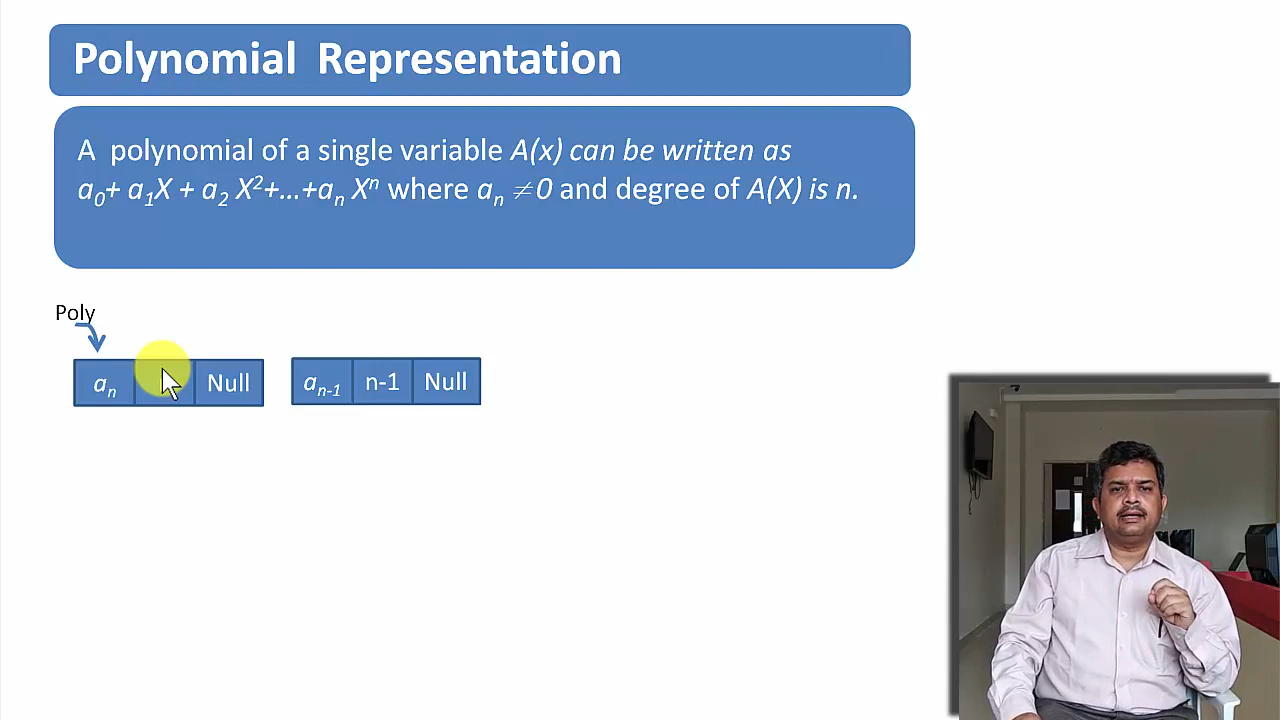 Polynomial Representation
A polynomial of a single variable A(x) can be written as
a₀+ a₁X + a₂ X²+...+aₙ Xⁿ where aₙ ≠0 and degree of A(X) is n.
Poly
aₙ Null aₙ₋₁ n-1 Null